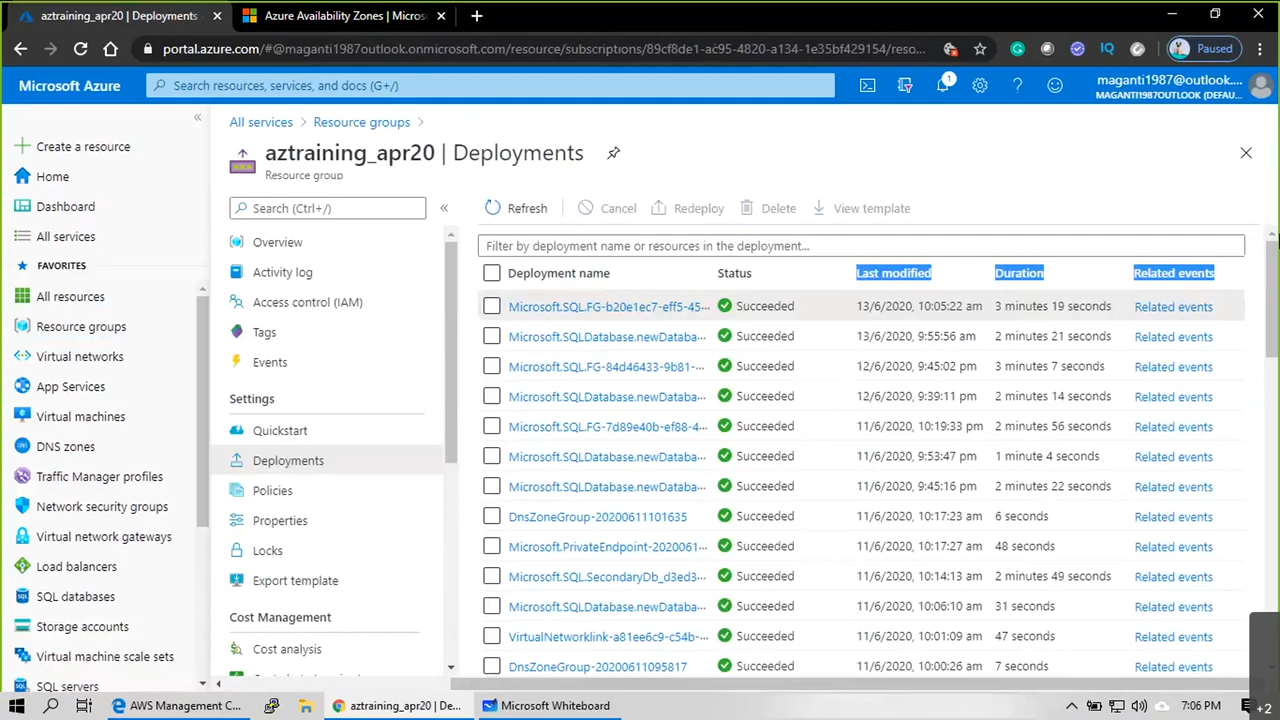 aztraining_apr20 | Deployments
Azure Availability Zones | Micros
portal.azure.com/#@maganti1987outlook.onmicrosoft.com/resource/subscriptions/89cf8de1-ac95-4820-a134-1e35bf429154/reso...
IQ
Paused
Microsoft Azure
Search resources, services, and docs (G+/)
1
maganti1987@outlook....
MAGANTI1987OUTLOOK (DEFAU...
Create a resource
Home
Dashboard
All services
FAVORITES
All resources
Resource groups
Virtual networks
App Services
Virtual machines
DNS zones
Traffic Manager profiles
Network security groups
Virtual network gateways
Load balancers
SQL databases
Storage accounts
Virtual machine scale sets
SQL servers
All services > Resource groups >
aztraining_apr20 | Deployments
Resource group
Search (Ctrl+/)
Overview
Activity log
Access control (IAM)
Tags
Events
Settings
Quickstart
Deployments
Policies
Properties
Locks
Export template
Cost Management
Cost analysis
Refresh Cancel Redeploy Delete View template
Filter by deployment name or resources in the deployment...
Deployment name Status Last modified Duration Related events
Microsoft.SQL.FG-b20e1ec7-eff5-45... Succeeded 13/6/2020, 10:05:22 am 3 minutes 19 seconds Related events
Microsoft.SQLDatabase.newDataba... Succeeded 13/6/2020, 9:55:56 am 2 minutes 21 seconds Related events
Microsoft.SQL.FG-84d46433-9b81-... Succeeded 12/6/2020, 9:45:02 pm 3 minutes 7 seconds Related events
Microsoft.SQLDatabase.newDataba... Succeeded 12/6/2020, 9:39:11 pm 2 minutes 14 seconds Related events
Microsoft.SQL.FG-7d89e40b-ef88-4... Succeeded 11/6/2020, 10:19:33 pm 2 minutes 56 seconds Related events
Microsoft.SQLDatabase.newDataba... Succeeded 11/6/2020, 9:53:47 pm 1 minute 4 seconds Related events
Microsoft.SQLDatabase.newDataba... Succeeded 11/6/2020, 9:45:16 pm 2 minutes 22 seconds Related events
DnsZoneGroup-20200611101635 Succeeded 11/6/2020, 10:17:23 am 6 seconds Related events
Microsoft.PrivateEndpoint-2020061... Succeeded 11/6/2020, 10:17:27 am 48 seconds Related events
Microsoft.SQL.SecondaryDb_d3ed3... Succeeded 11/6/2020, 10:14:13 am 2 minutes 49 seconds Related events
Microsoft.SQLDatabase.newDataba... Succeeded 11/6/2020, 10:06:10 am 31 seconds Related events
VirtualNetworklink-a81ee6c9-c54b-... Succeeded 11/6/2020, 10:01:09 am 47 seconds Related events
DnsZoneGroup-20200611095817 Succeeded 11/6/2020, 10:00:26 am 7 seconds Related events
AWS Management C...
aztraining_apr20 | De...
Microsoft Whiteboard
7:06 PM
+2